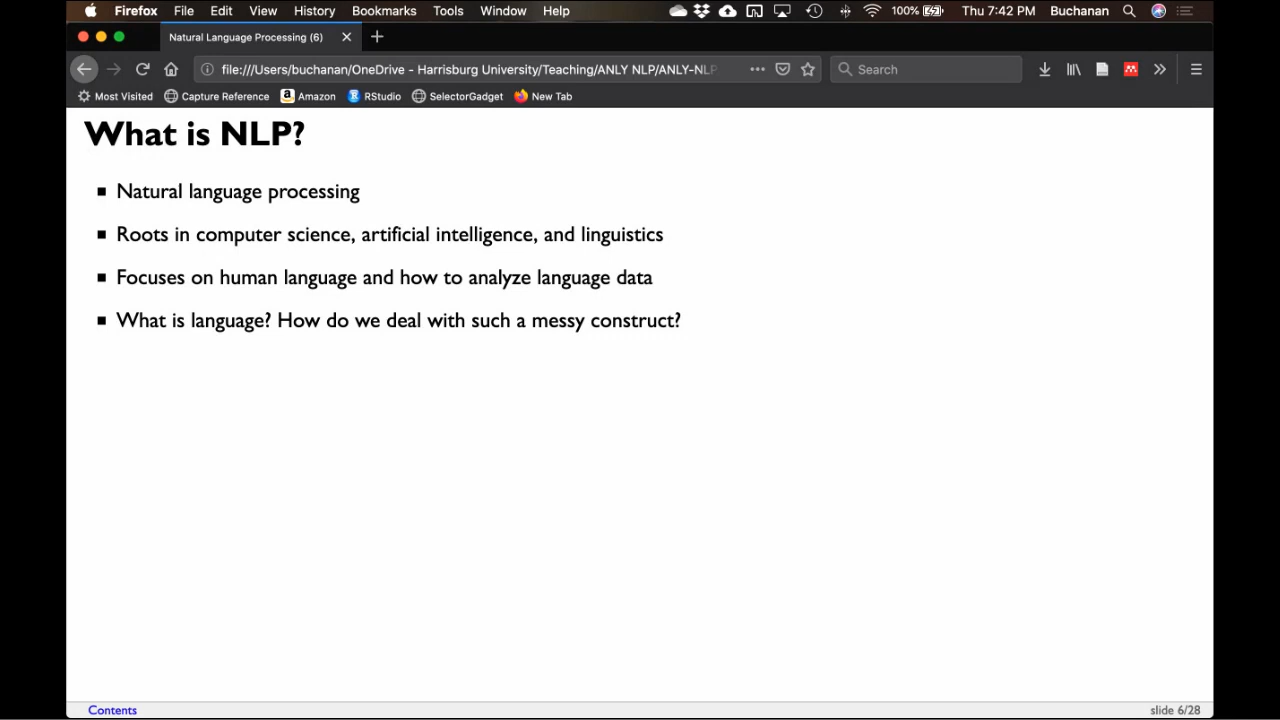 Firefox File Edit View History Bookmarks Tools Window Help 100% Thu 7:42 PM Buchanan
Natural Language Processing (6)
file:///Users/buchanan/OneDrive - Harrisburg University/Teaching/ANLY NLP/ANLY-NLP Search
Most Visited Capture Reference Amazon RStudio SelectorGadget New Tab
What is NLP?
Natural language processing
Roots in computer science, artificial intelligence, and linguistics
Focuses on human language and how to analyze language data
What is language? How do we deal with such a messy construct?
Contents slide 6/28